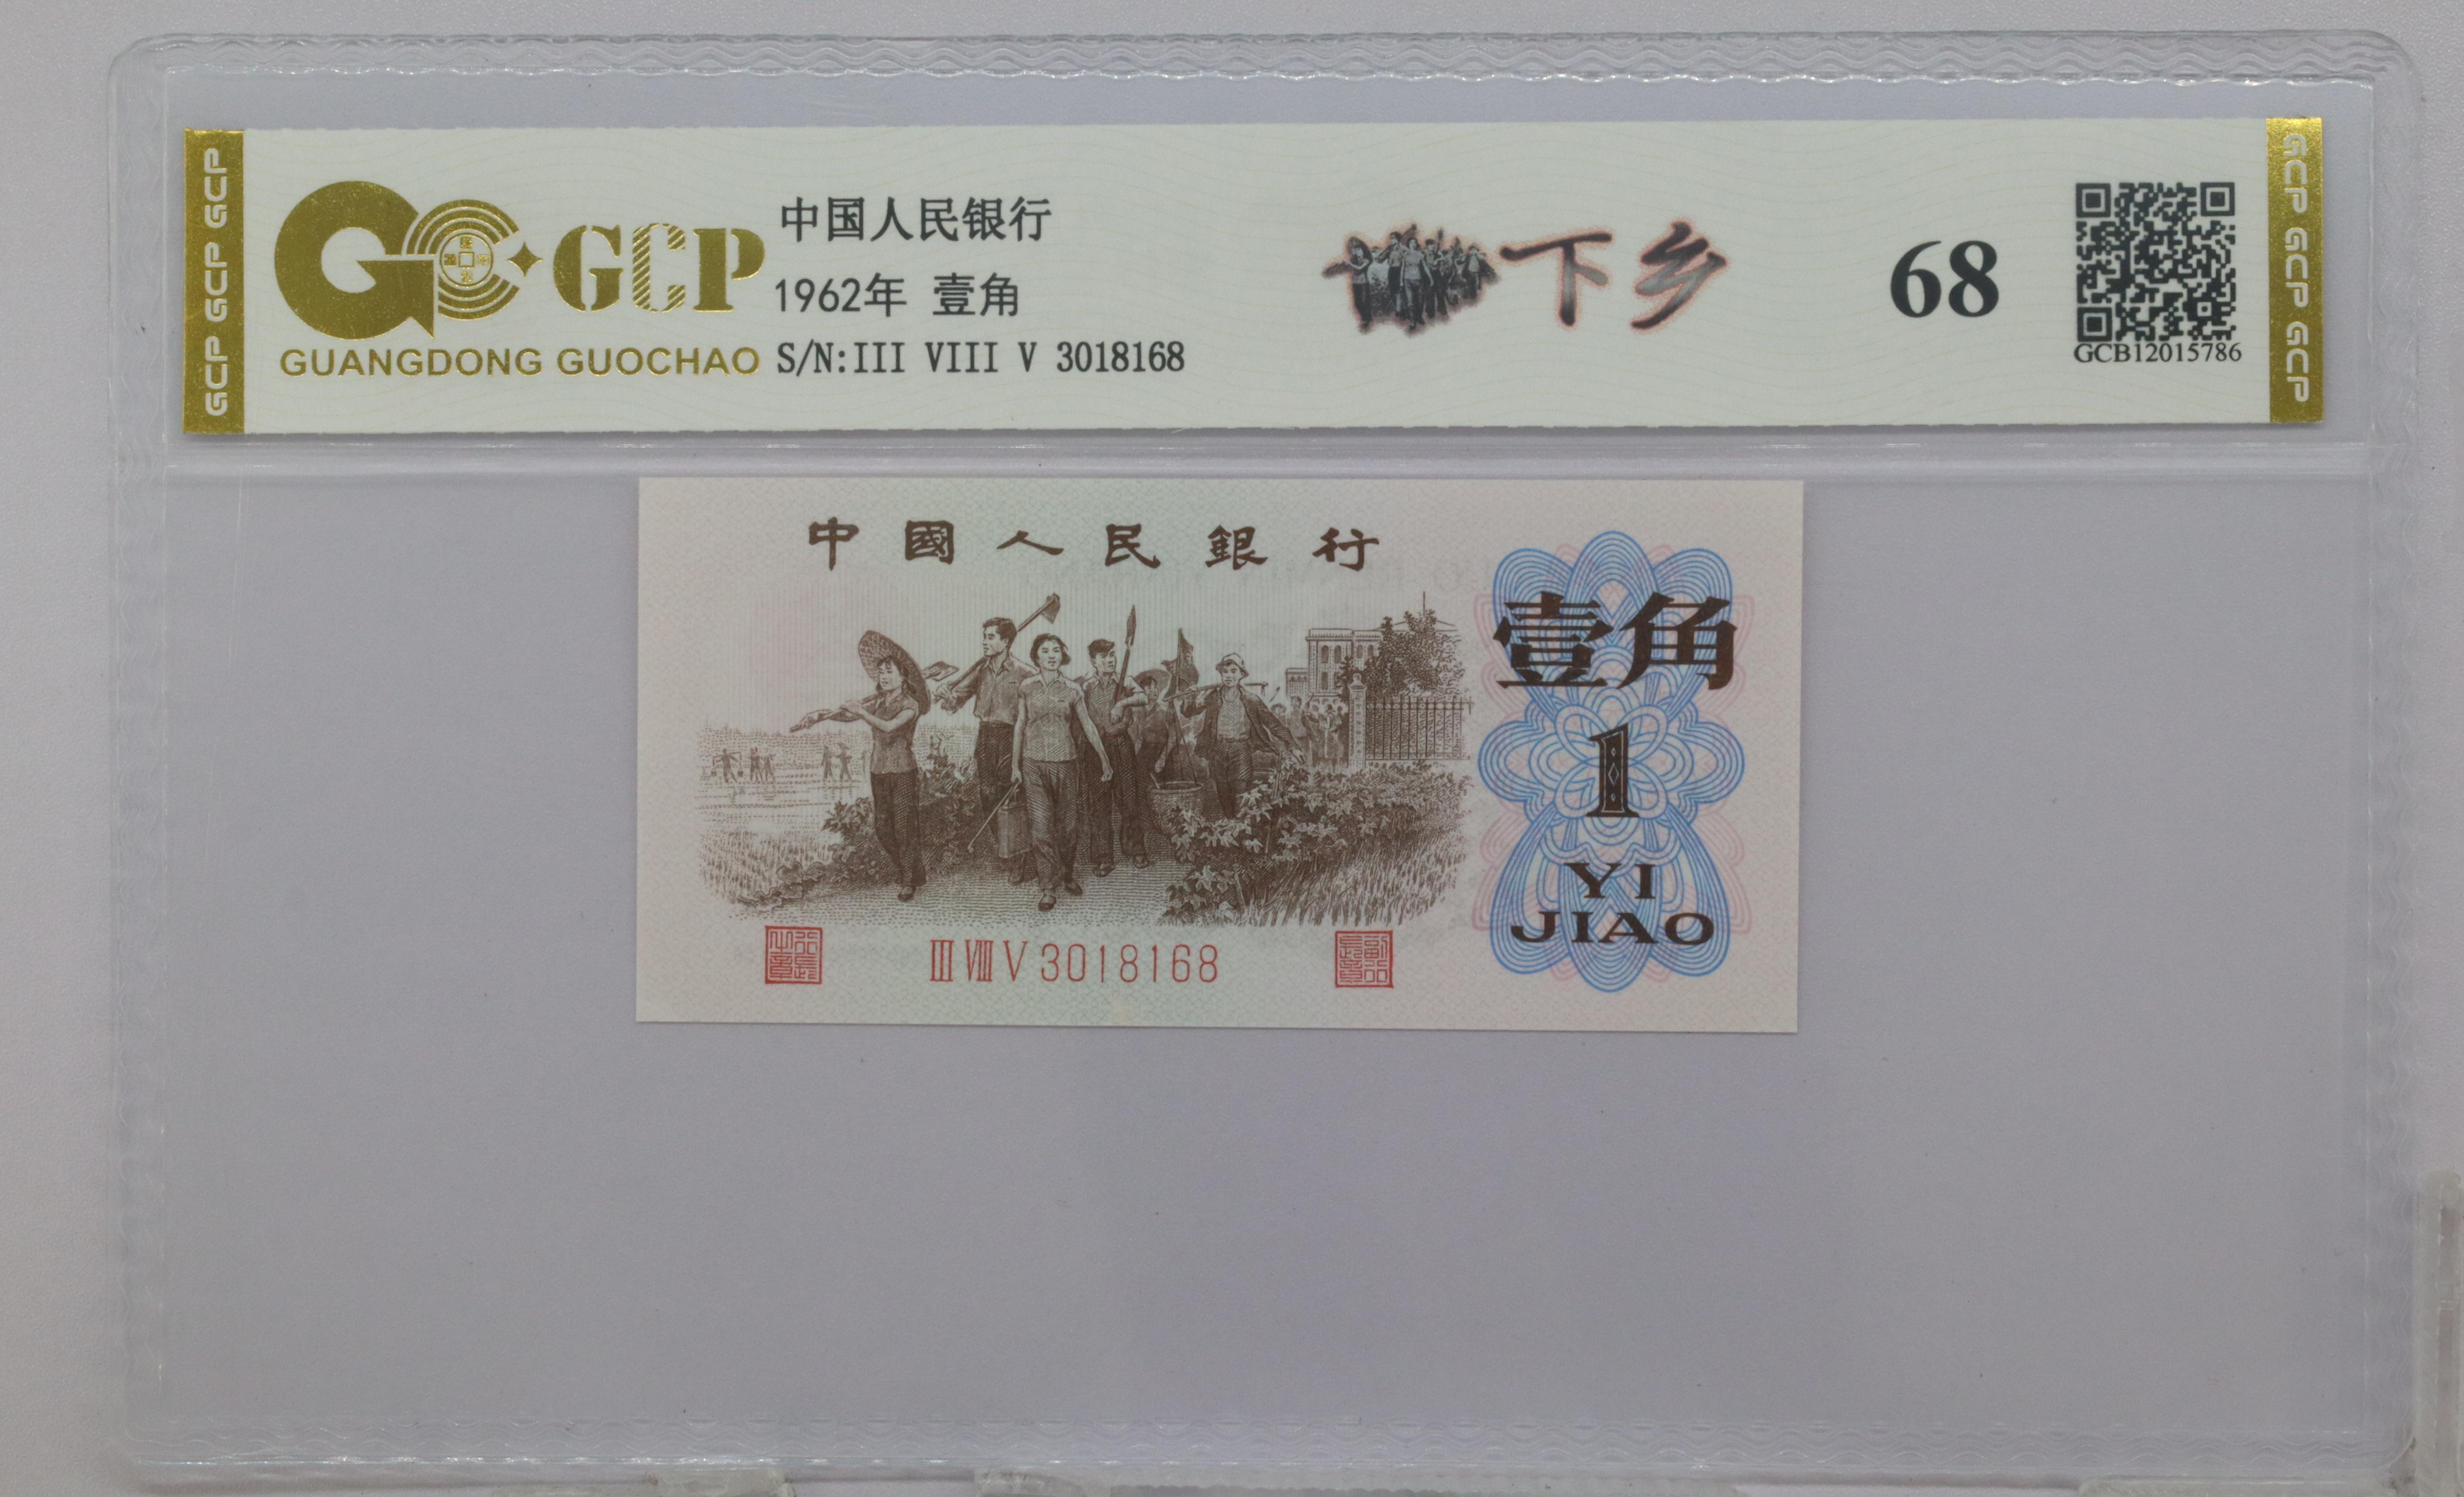 GCP GCP GCP
GCP
GUANGDONG GUOCHAO
中国人民银行
1962年 壹角
S/N:III VIII V 3018168
下乡
68
GCB12015786
GCP GCP GCP
中國人民銀行
壹角
1
YI
JIAO
III VIII V 3018168